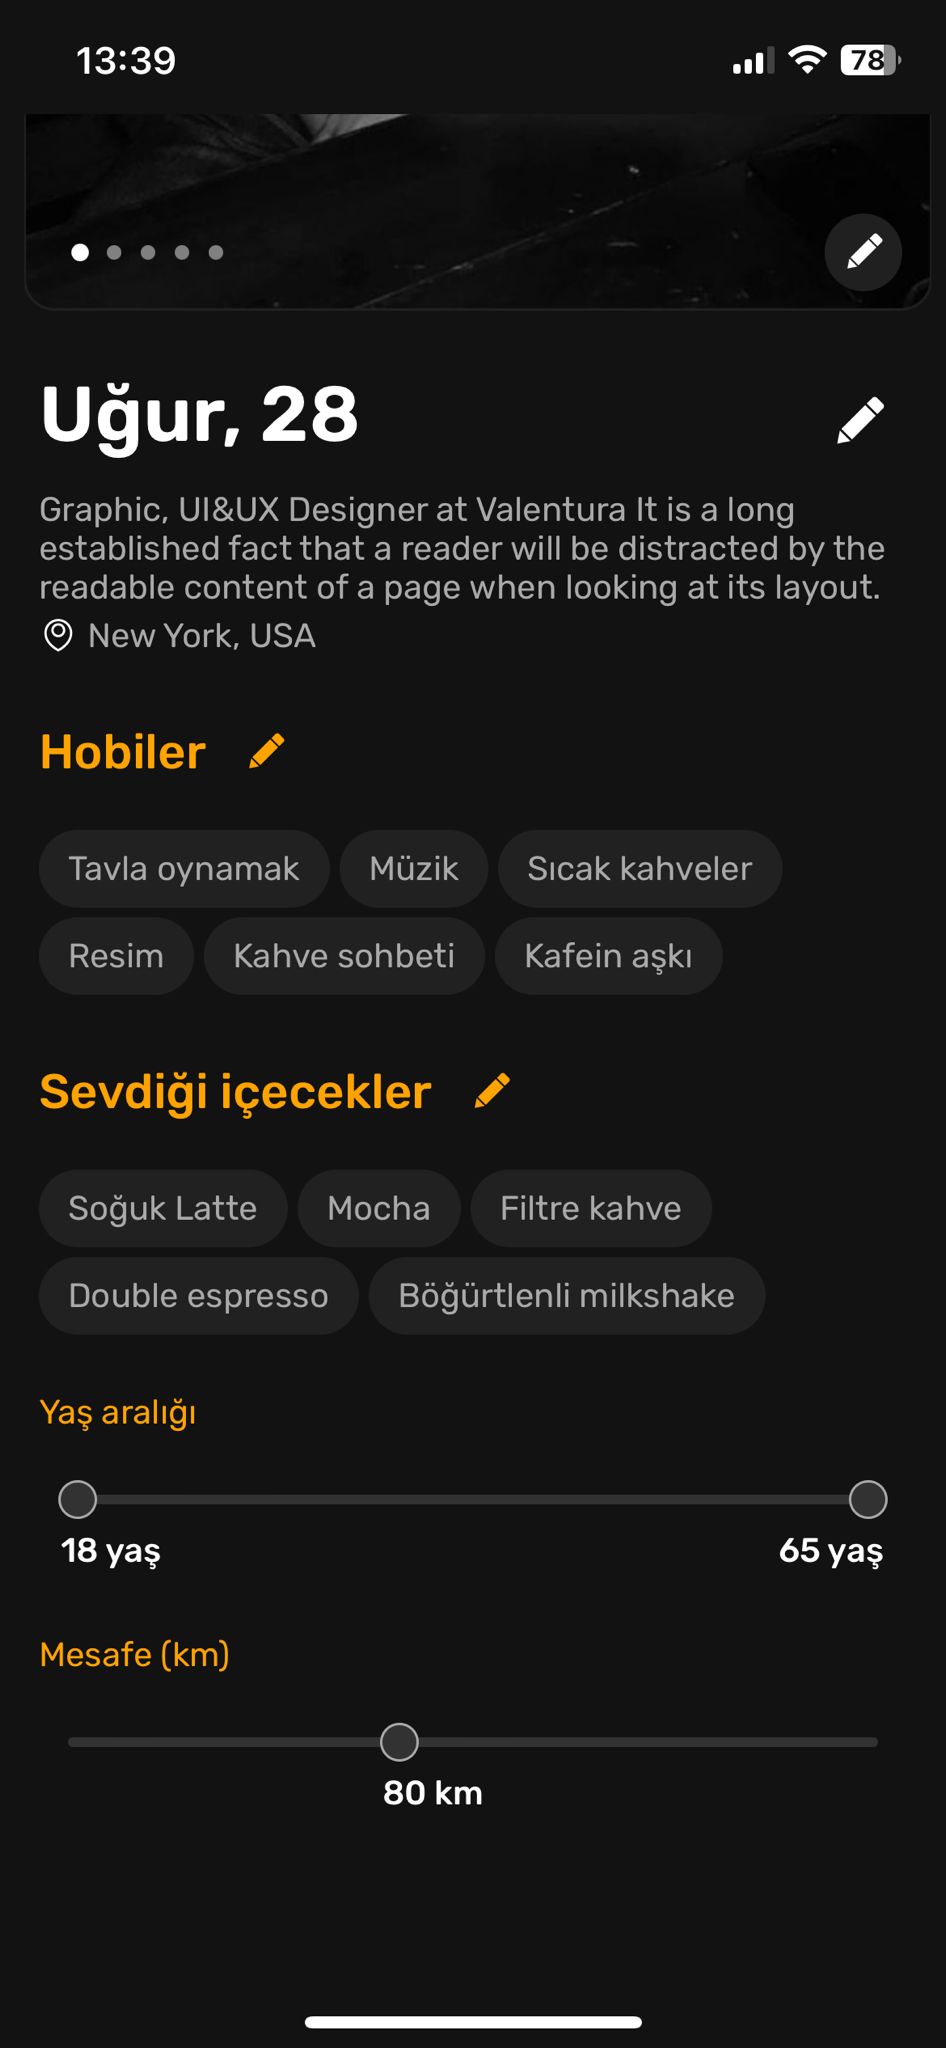 13:39
78
Uğur, 28
Graphic, UI&UX Designer at Valentura It is a long
established fact that a reader will be distracted by the
readable content of a page when looking at its layout.
New York, USA
Hobiler
Tavla oynamak Müzik Sıcak kahveler
Resim Kahve sohbeti Kafein aşkı
Sevdiği içecekler
Soğuk Latte Mocha Filtre kahve
Double espresso Böğürtlenli milkshake
Yaş aralığı
18 yaş 65 yaş
Mesafe (km)
80 km